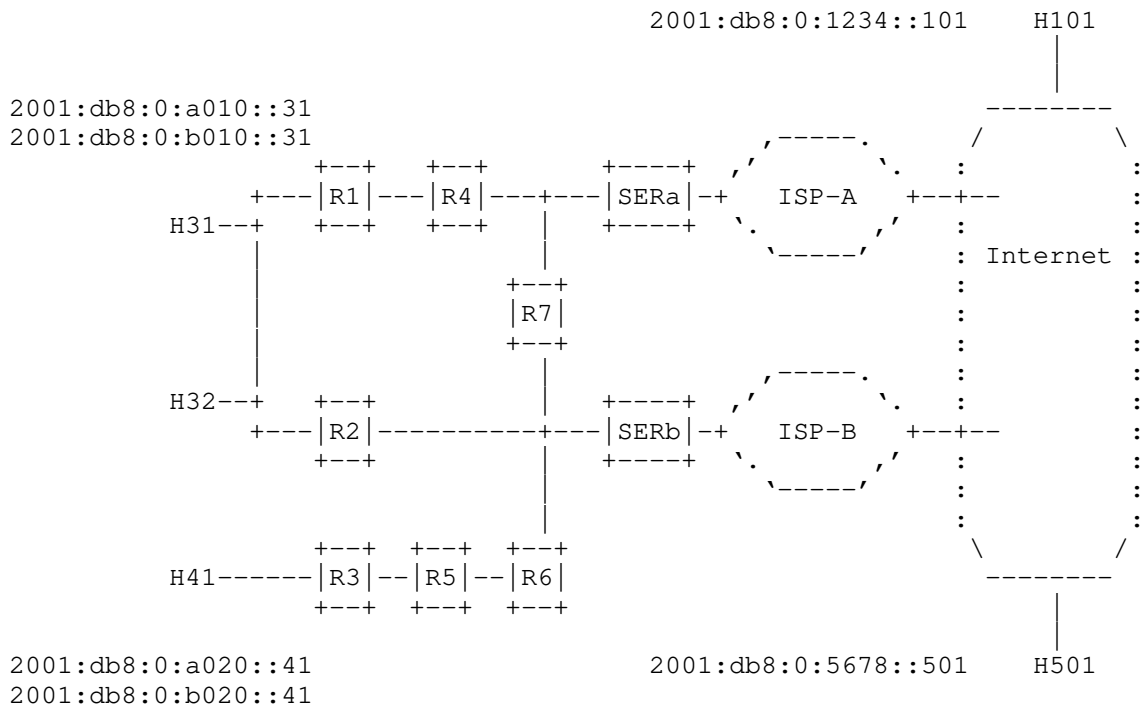 2001:db8:0:1234::101 H101
2001:db8:0:a010::31
2001:db8:0:b010::31
R1 R4 SERa ISP-A
H31
Internet
R7
H32
R2 SERb ISP-B
H41 R3 R5 R6
2001:db8:0:a020::41 2001:db8:0:5678::501 H501
2001:db8:0:b020::41